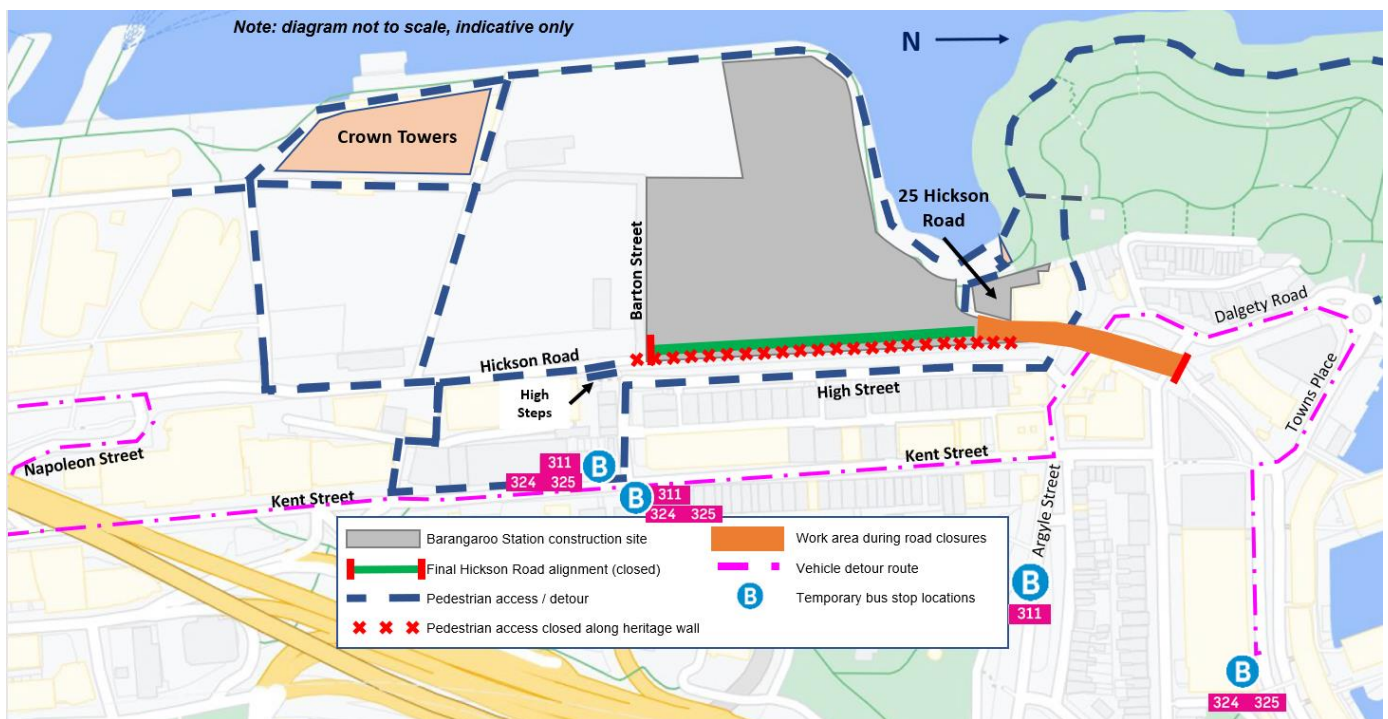 Note: diagram not to scale, indicative only
N
Crown Towers
25 Hickson
Road
Barton Street
Dalgety Road
Hickson Road
High
Steps
High Street
Towns Place
Napoleon Street
Kent Street
Kent Street
311
324 325
B
B
311
324 325
Argyle Street
Barangaroo Station construction site
Work area during road closures
Final Hickson Road alignment (closed)
Vehicle detour route
Pedestrian access / detour
B
Temporary bus stop locations
Pedestrian access closed along heritage wall
B
311
B
324 325